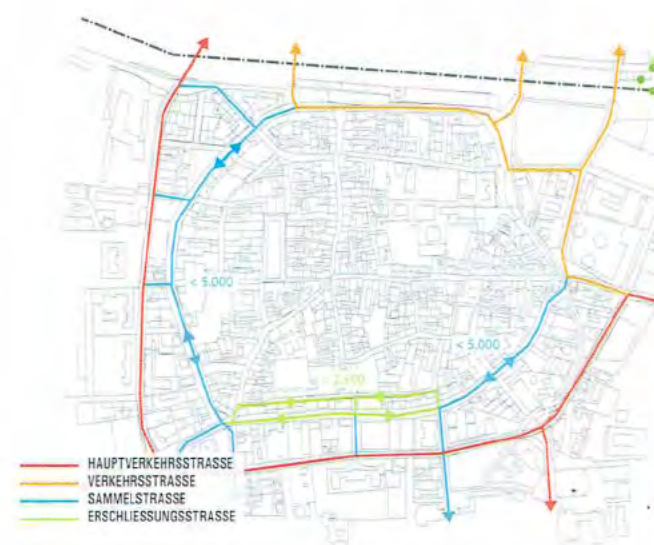 < 5.000
< 5.000
HAUPTVERKEHRSSTRASSE
VERKEHRSSTRASSE
SAMMELSTRASSE
ERSCHLIESSUNGSSTRASSE